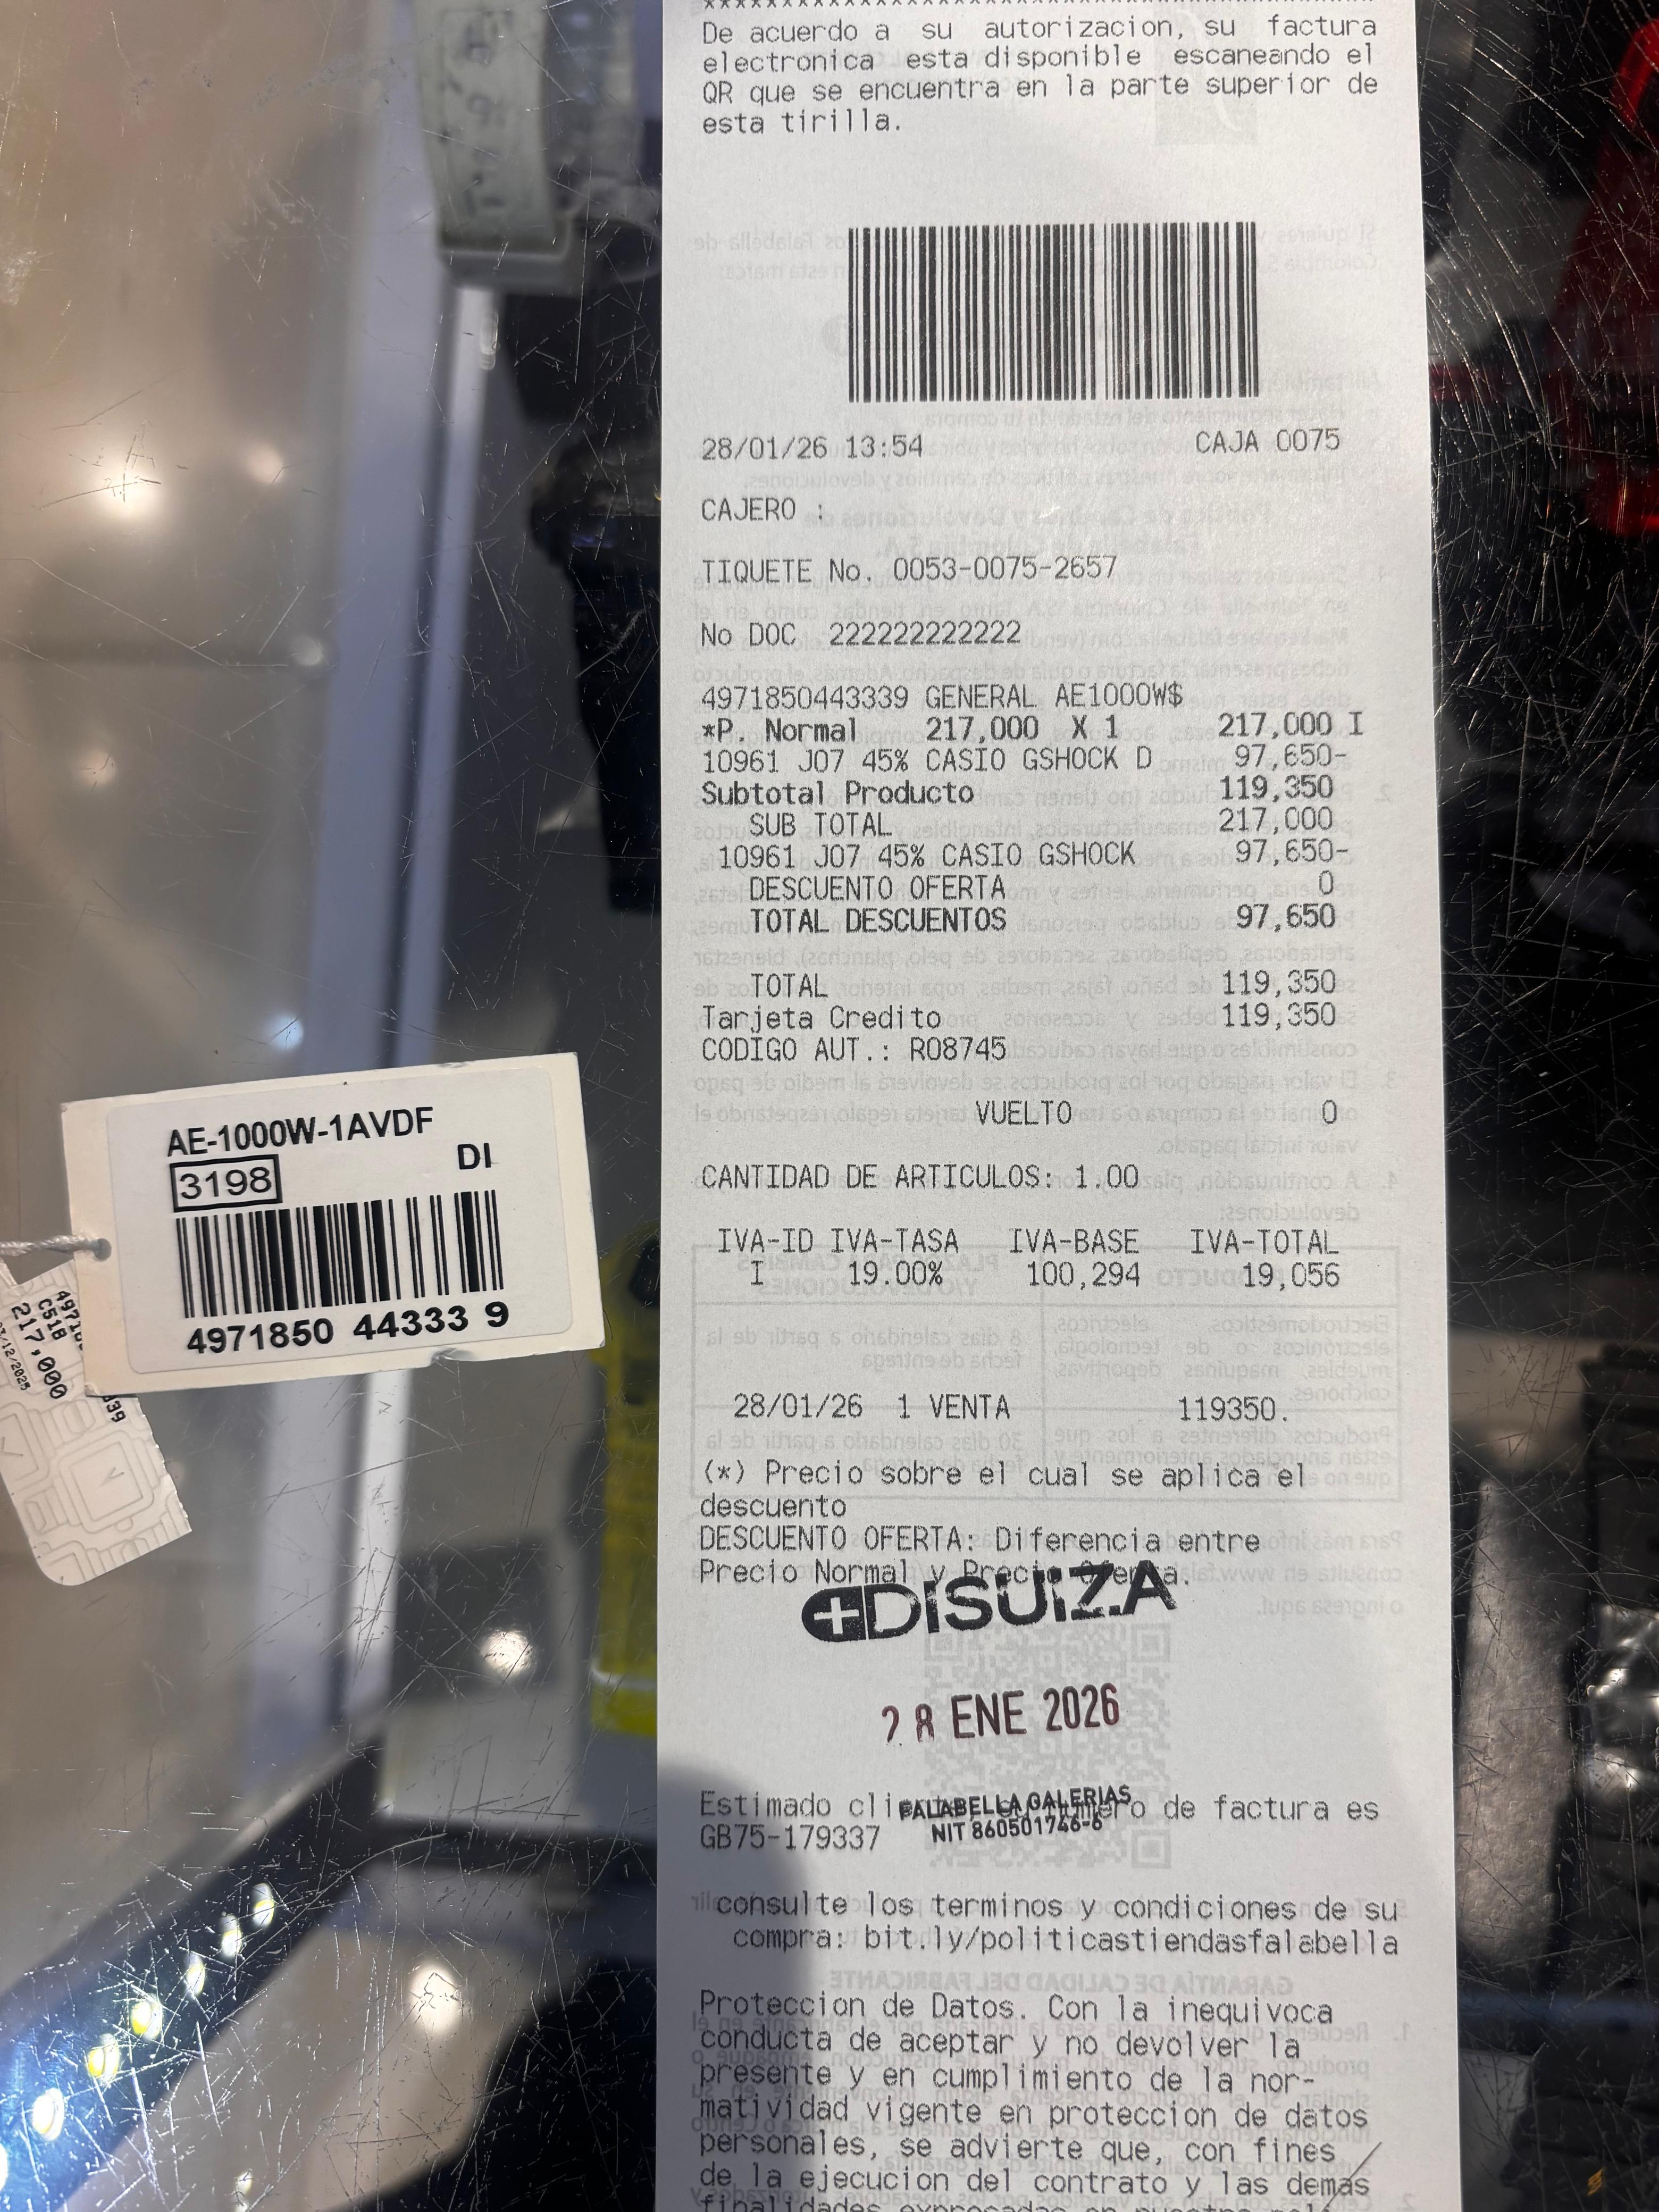 De acuerdo a su autorizacion, su factura
electronica esta disponible escaneando el
QR que se encuentra en la parte superior de
esta tirilla.
28/01/26 13:54 CAJA 0075
CAJERO :
TIQUETE No. 0053-0075-2657
No DOC 222222222222
4971850443339 GENERAL AE1000W$
*P. Normal 217,000 X 1 217,000 I
10961 J07 45% CASIO GSHOCK D 97,650-
Subtotal Producto 119,350
SUB TOTAL 217,000
10961 J07 45% CASIO GSHOCK 97,650-
DESCUENTO OFERTA 0
TOTAL DESCUENTOS 97,650
TOTAL 119,350
Tarjeta Credito 119,350
CODIGO AUT.: R08745
VUELTO 0
CANTIDAD DE ARTICULOS: 1.00
IVA-ID IVA-TASA IVA-BASE IVA-TOTAL
I 19.00% 100,294 19,056
28/01/26 1 VENTA 119350.
(*) Precio sobre el cual se aplica el
descuento
DESCUENTO OFERTA: Diferencia entre
Precio Normal y Precio Oferta.
DISUIZA
28 ENE 2026
FALABELLA GALERIAS
NIT 860501746-6
Estimado de factura es
GB75-179337
consulte los terminos y condiciones de su
compra: bit.ly/politicastiendasfalabella
Proteccion de Datos. Con la inequivoca
conducta de aceptar y no devolver la
presente y en cumplimiento de la nor-
matividad vigente en proteccion de datos
personales, se advierte que, con fines
de la ejecucion del contrato y las demas
AE-1000W-1AVDF
DI
3198
4971850 44333 9
C518
217,000